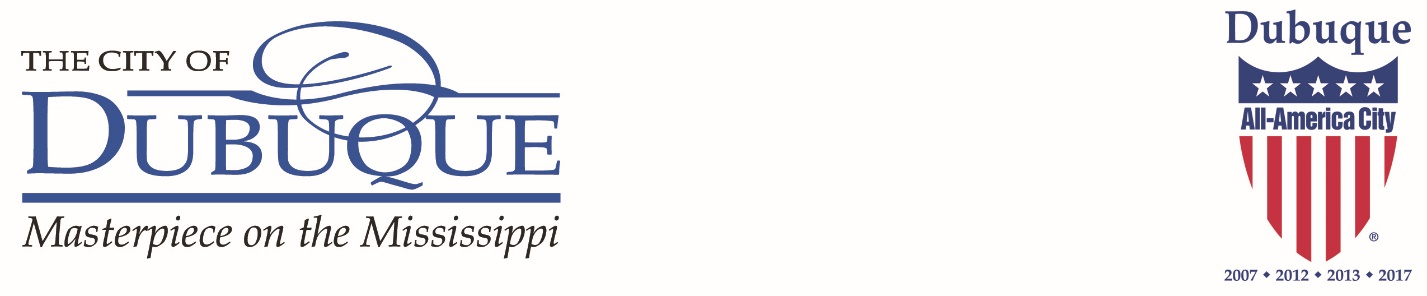 THE CITY OF
DUBUQUE
Masterpiece on the Mississippi
Dubuque
All-America City
®
2007 • 2012 • 2013 • 2017